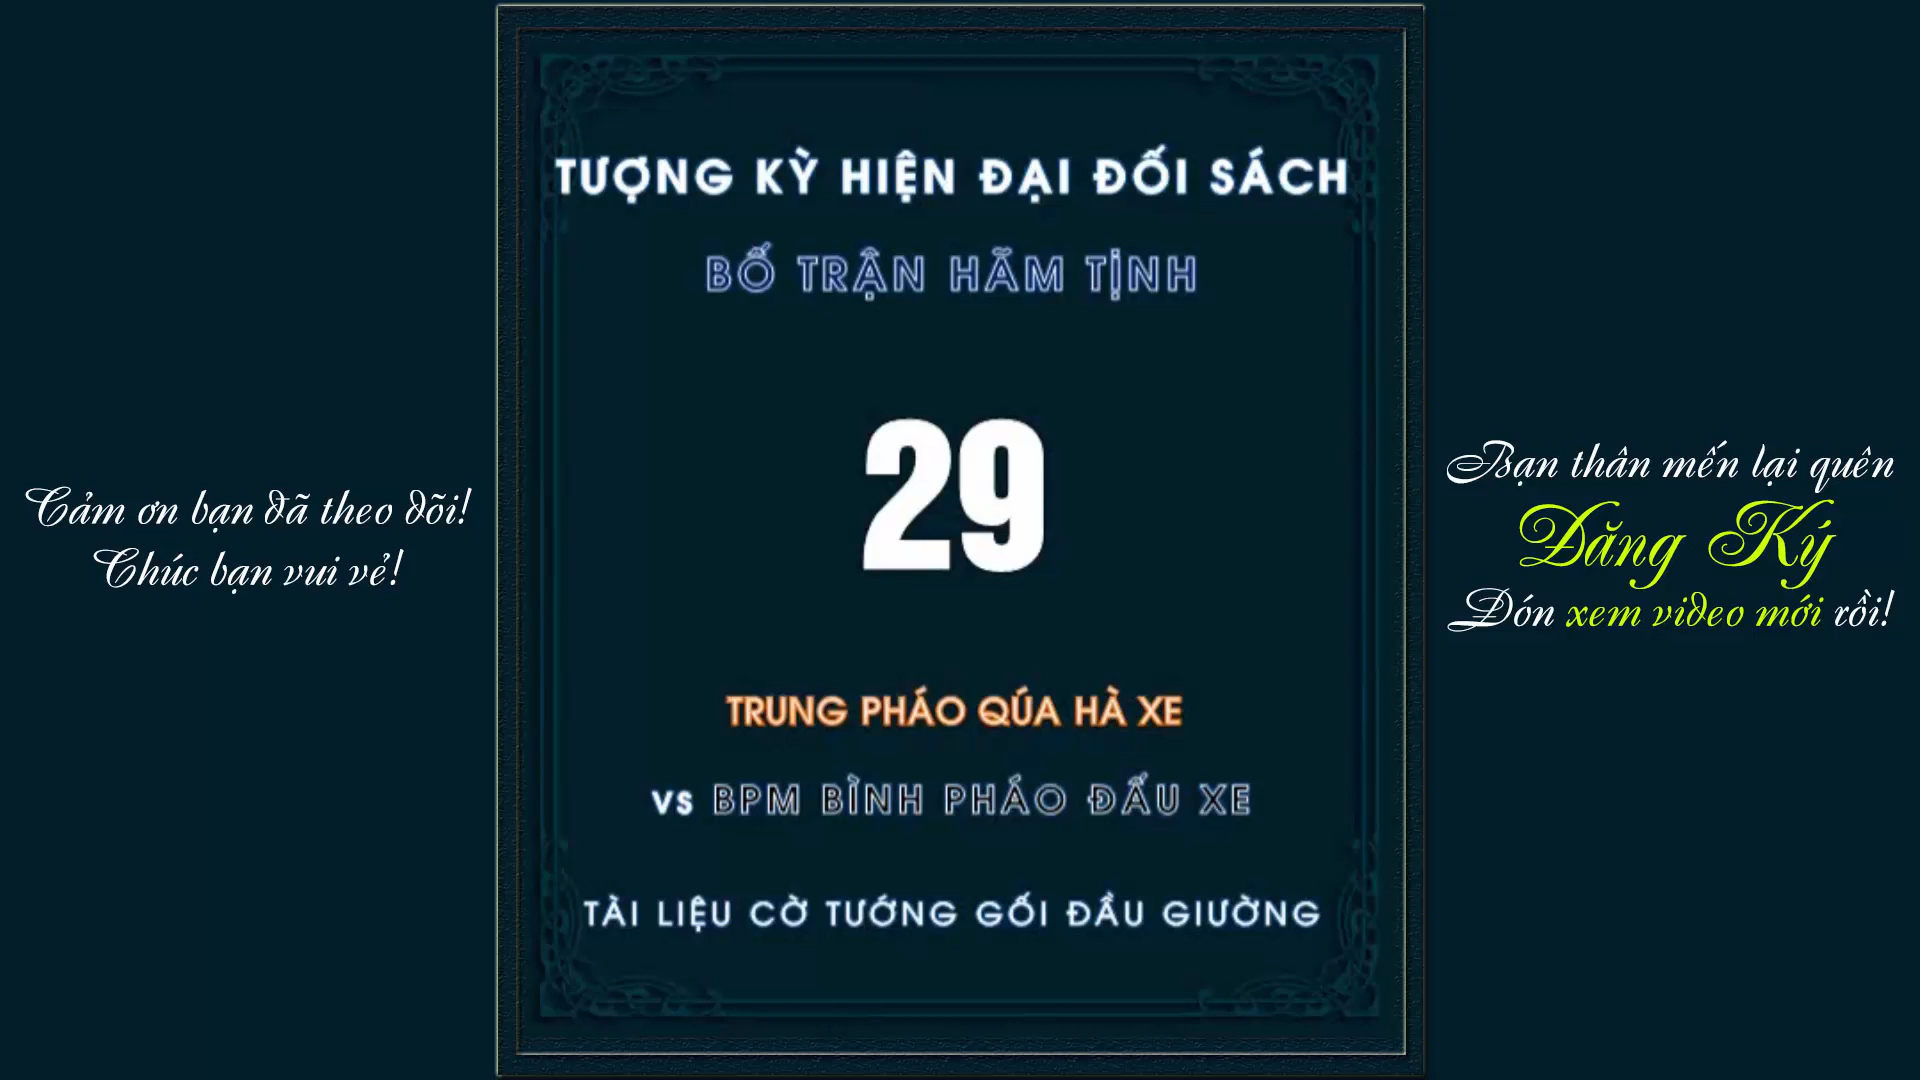 Cảm ơn bạn đã theo dõi!
Chúc bạn vui vẻ!
TƯỢNG KỲ HIỆN ĐẠI ĐỐI SÁCH
BỐ TRẬN HÃM TỊNH
29
TRUNG PHÁO QÚA HÀ XE
vs BPM BÌNH PHÁO ĐẤU XE
TÀI LIỆU CỜ TƯỚNG GỐI ĐẦU GIƯỜNG
Bạn thân mến lại quên
Đăng Ký
Đón xem video mới rồi!